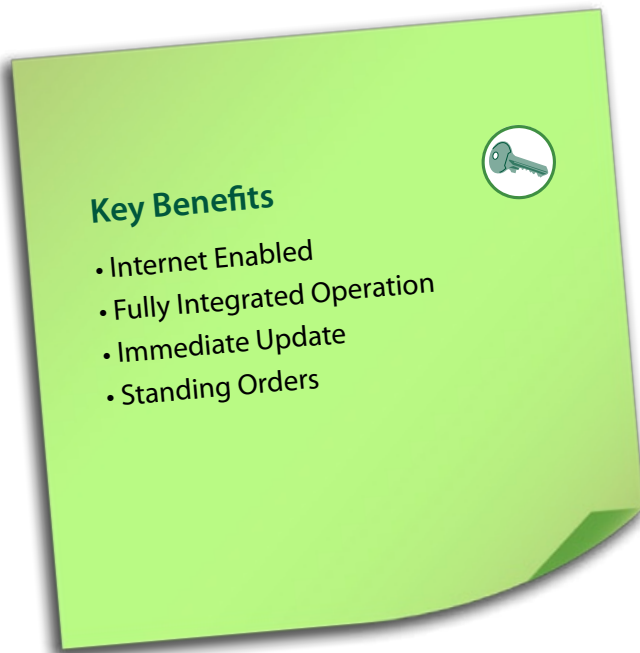 Key Benefits
• Internet Enabled
• Fully Integrated Operation
• Immediate Update
• Standing Orders